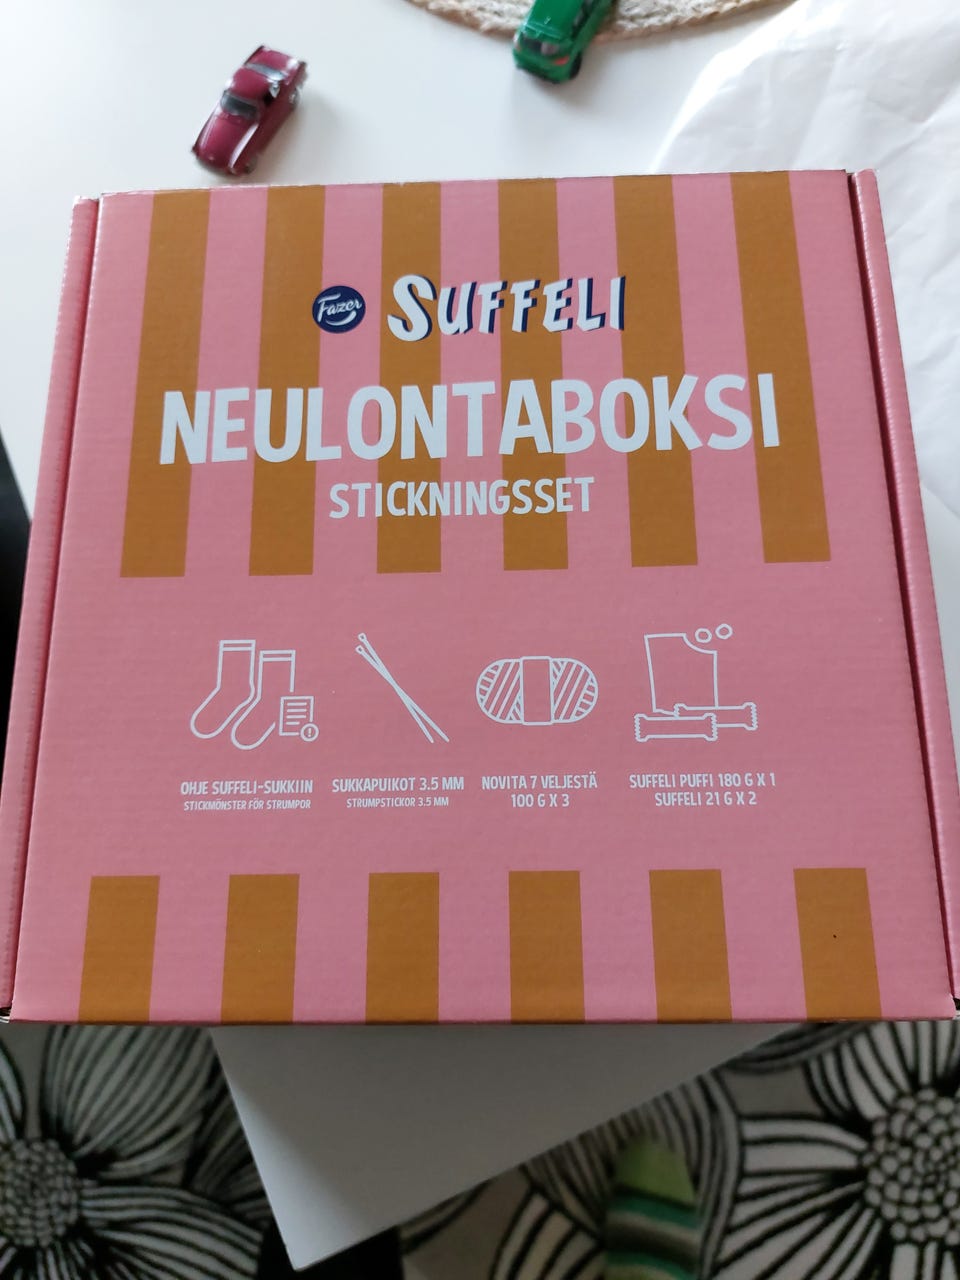 Fazer SUFFELI
NEULONTABOKSI
STICKNINGSSET
OHJE SUFFELI-SUKKIIN
STICKMÖNSTER FÖR STRUMPOR
SUKKAPUIKOT 3.5 MM
STRUMPSTICKOR 3.5 MM
NOVITA 7 VELJESTÄ
100 G X 3
SUFFELI PUFFI 180 G X 1
SUFFELI 21 G X 2